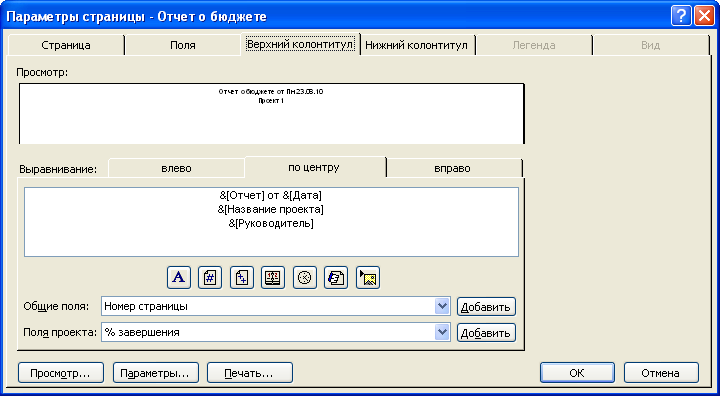 Параметры страницы - Отчет о бюджете
Страница
Поля
Верхний колонтитул
Нижний колонтитул
Легенда
Вид
Просмотр:
Отчет о бюджете от Пн 23.08.10
Проект1
Выравнивание:
влево
по центру
вправо
&[Отчет] от &[Дата]
&[Название проекта]
&[Руководитель]
Общие поля:
Номер страницы
Добавить
Поля проекта:
% завершения
Добавить
Просмотр...
Параметры...
Печать...
ОК
Отмена